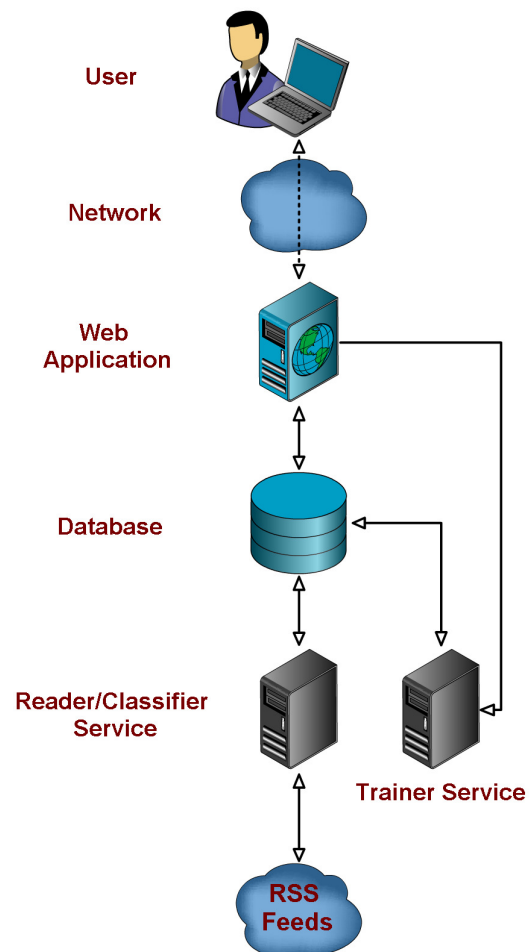 User
Network
Web
Application
Database
Reader/Classifier
Service
Trainer Service
RSS
Feeds